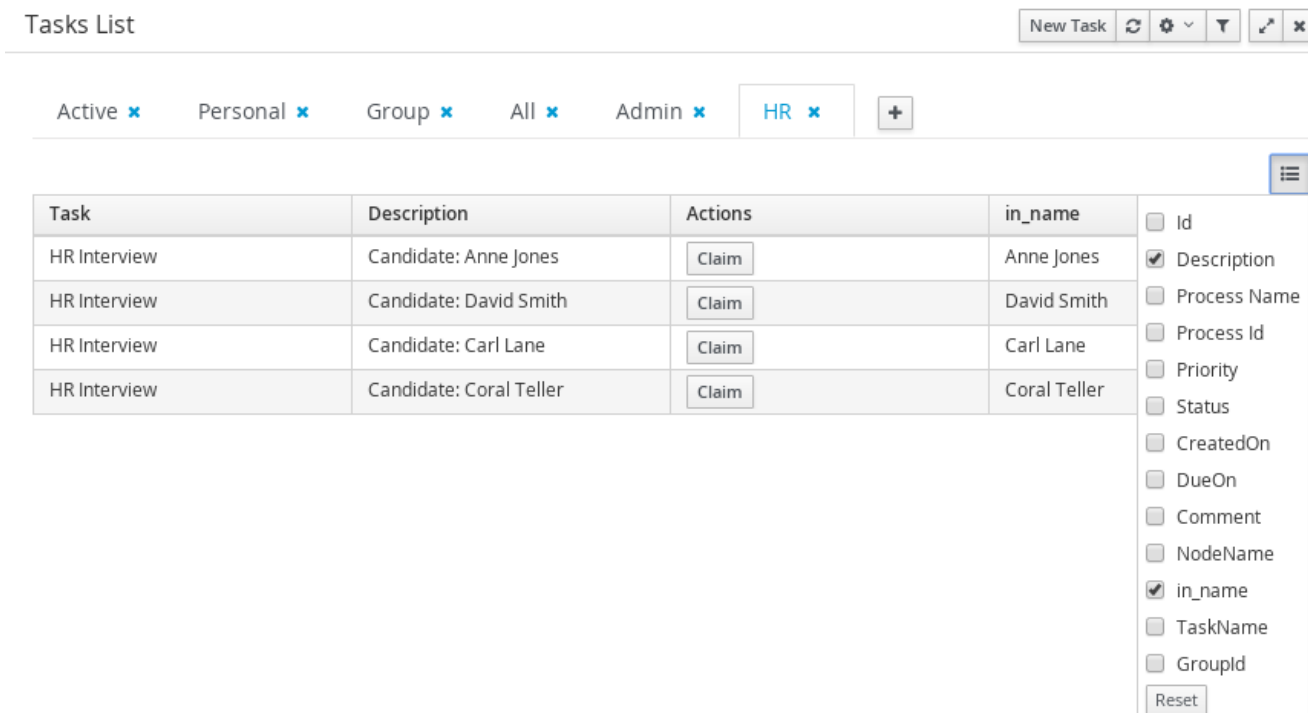 Tasks List
New Task
Active Personal Group All Admin HR
Task Description Actions in_name
HR Interview Candidate: Anne Jones Claim Anne Jones
HR Interview Candidate: David Smith Claim David Smith
HR Interview Candidate: Carl Lane Claim Carl Lane
HR Interview Candidate: Coral Teller Claim Coral Teller
Id
Description
Process Name
Process Id
Priority
Status
CreatedOn
DueOn
Comment
NodeName
in_name
TaskName
GroupId
Reset